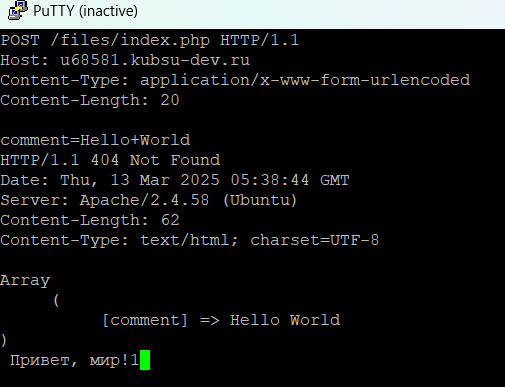 PuTTY (inactive)
POST /files/index.php HTTP/1.1
Host: u68581.kubsu-dev.ru
Content-Type: application/x-www-form-urlencoded
Content-Length: 20

comment=Hello+World
HTTP/1.1 404 Not Found
Date: Thu, 13 Mar 2025 05:38:44 GMT
Server: Apache/2.4.58 (Ubuntu)
Content-Length: 62
Content-Type: text/html; charset=UTF-8

Array
(
[comment] => Hello World
)
Привет, мир!1